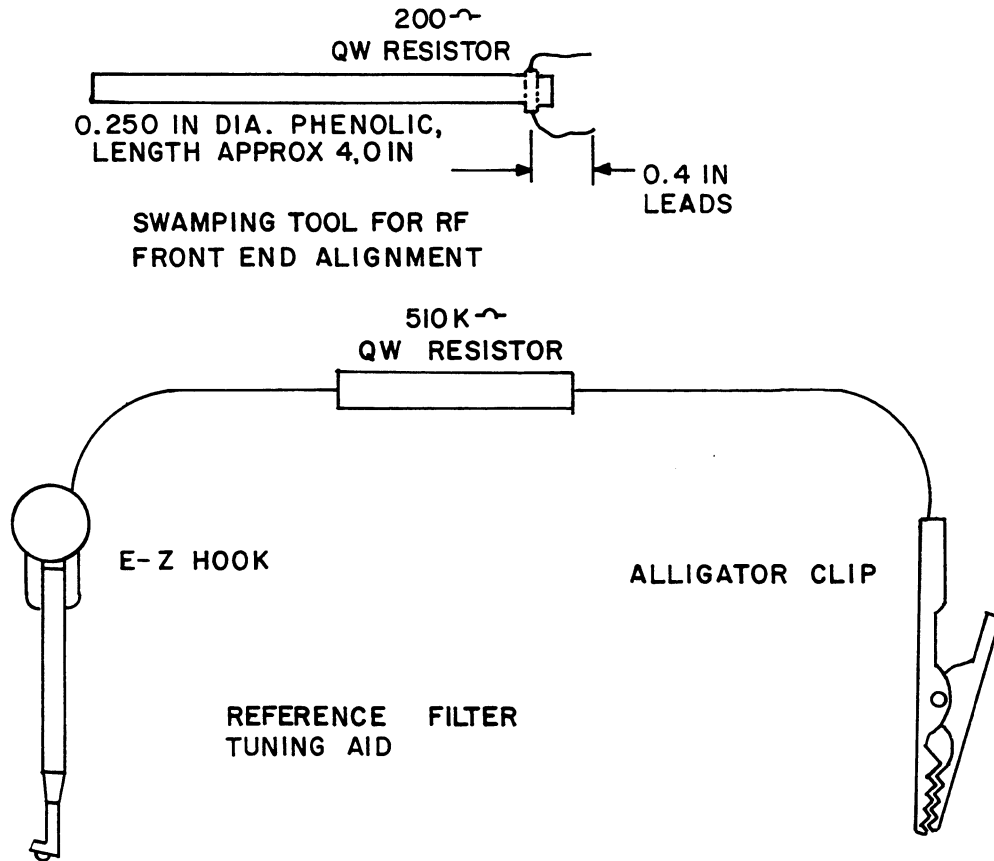 200 Ω
QW RESISTOR
0.250 IN DIA. PHENOLIC,
LENGTH APPROX 4,0 IN
0.4 IN
LEADS
SWAMPING TOOL FOR RF
FRONT END ALIGNMENT
510K Ω
QW RESISTOR
E-Z HOOK
ALLIGATOR CLIP
REFERENCE FILTER
TUNING AID